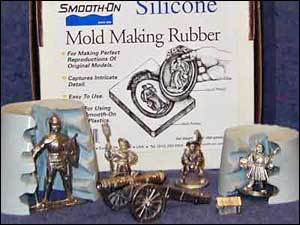 SMOOTH-ON
Silicone
Mold Making Rubber
• For Making Perfect
Reproductions Of
Original Models.
• Captures Intricate
Detail.
• Easy To Use.
For Using
Smooth-On
Plastics.